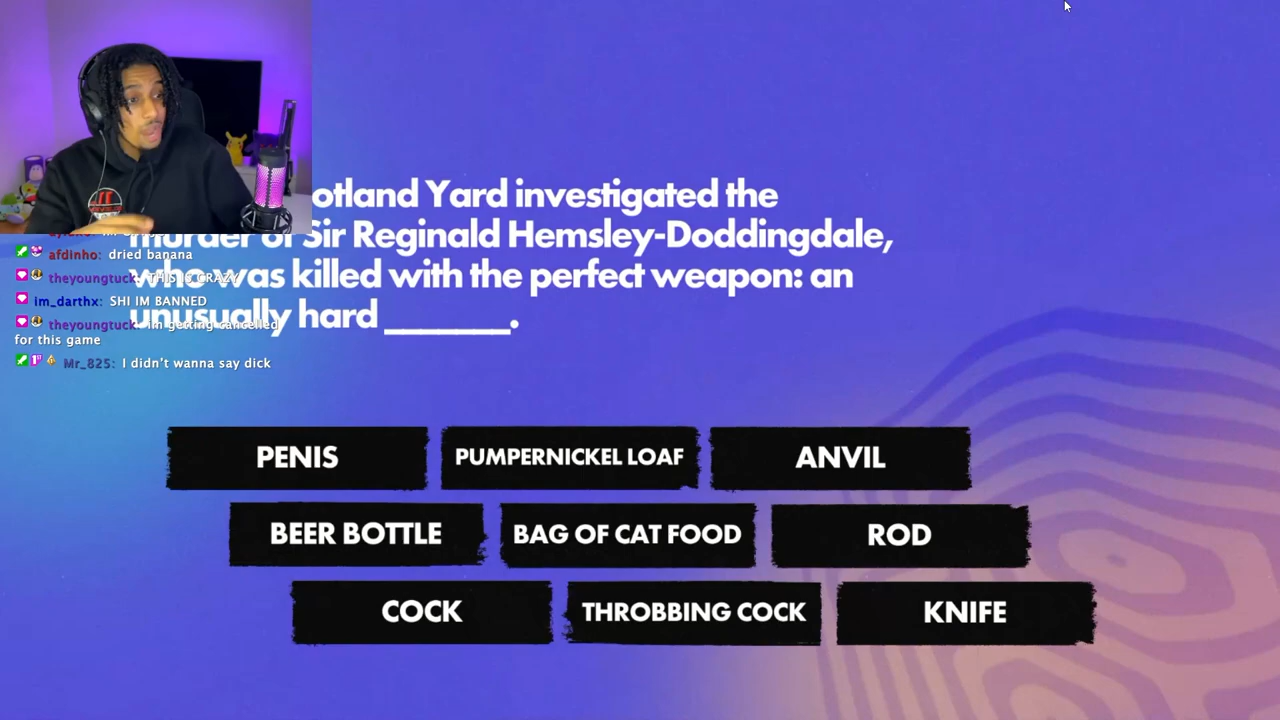 otland Yard investigated the
murder of Sir Reginald Hemsley-Doddingdale,
who was killed with the perfect weapon: an
unusually hard _______.
afdinho: dried banana
theyoungtuck: THIS IS CRAZY
im_darthx: SHI IM BANNED
theyoungtuck: im getting cancelled
for this game
Mr_825: I didn't wanna say dick
PENIS
PUMPERNICKEL LOAF
ANVIL
BEER BOTTLE
BAG OF CAT FOOD
ROD
COCK
THROBBING COCK
KNIFE